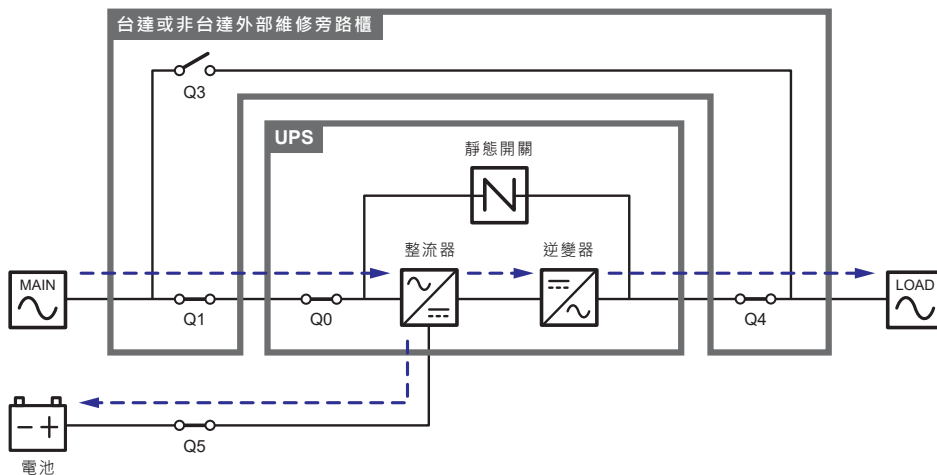 台達或非台達外部維修旁路櫃
Q3
UPS
靜態開關
整流器
逆變器
MAIN
LOAD
Q1
Q0
Q4
Q5
電池